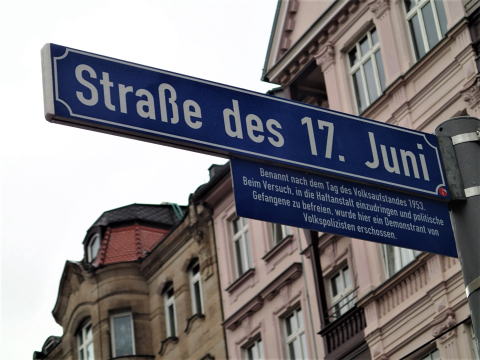 Straße des 17. Juni
Benannt nach dem Tag des Volksaufstandes 1953.
Beim Versuch, in die Haftanstalt einzudringen und politische
Gefangene zu befreien, wurde hier ein Demonstrant von
Volkspolizisten erschossen.